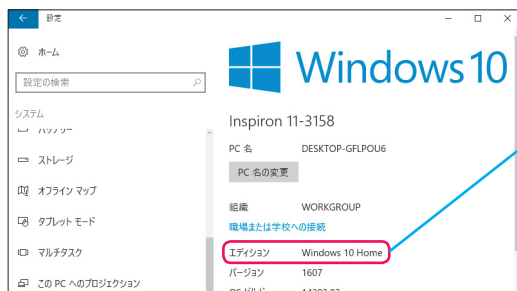 設定
ホーム
設定の検索
システム
バッテリー
ストレージ
オフライン マップ
タブレット モード
マルチタスク
この PC へのプロジェクション
Windows 10
Inspiron 11-3158
PC 名 DESKTOP-GFLPOU6
PC 名の変更
組織 WORKGROUP
職場または学校への接続
エディション Windows 10 Home
バージョン 1607